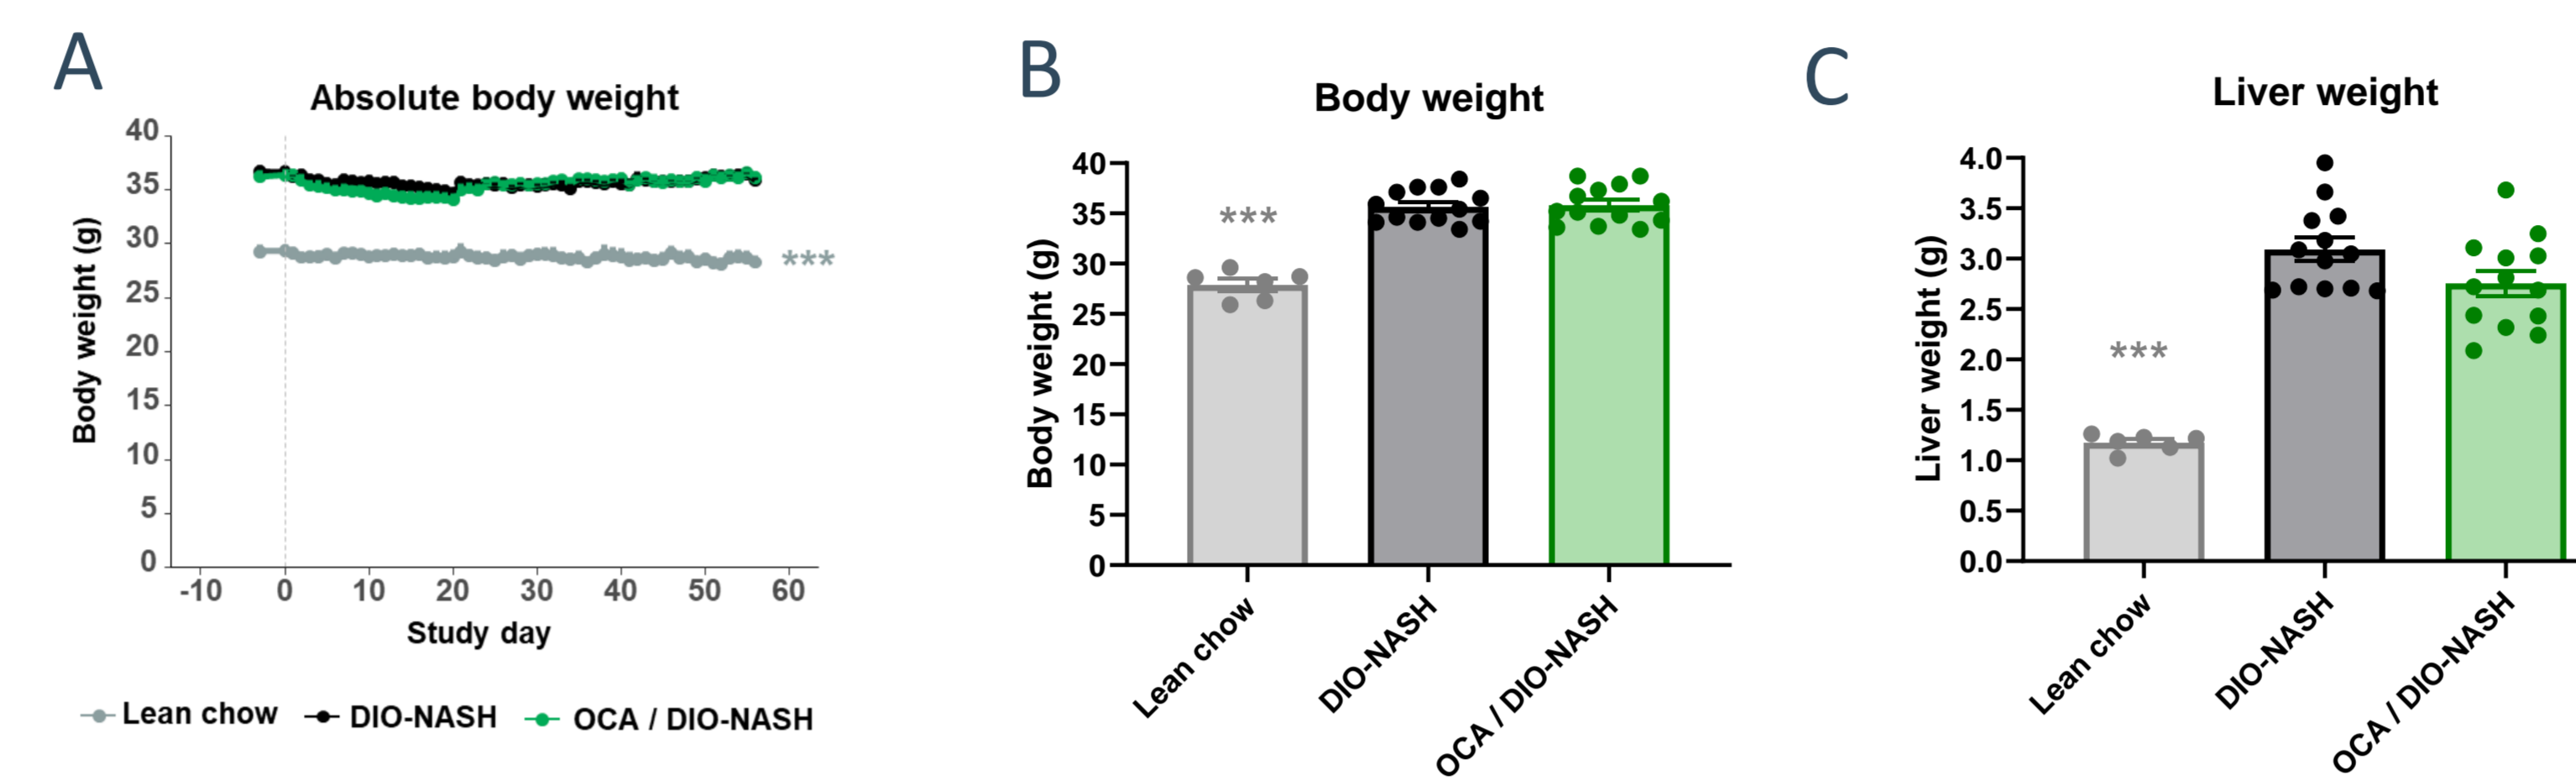 A
Absolute body weight
Body weight (g)
40
35
30
25
20
15
10
5
0
-10 0 10 20 30 40 50 60
Study day
***
Lean chow DIO-NASH OCA / DIO-NASH
B
Body weight
Body weight (g)
40
35
30
25
20
15
10
5
0
***
Lean chow
DIO-NASH
OCA / DIO-NASH
C
Liver weight
Liver weight (g)
4.0
3.5
3.0
2.5
2.0
1.5
1.0
0.5
0.0
***
Lean chow
DIO-NASH
OCA / DIO-NASH